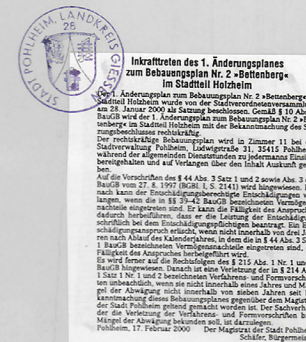 STADT POHLHEIM, LANDKREIS GIESSEN
28
Inkrafttreten des 1. Änderungsplanes
zum Bebauungsplan Nr. 2 »Bettenberg«
im Stadtteil Holzheim
Der 1. Änderungsplan zum Bebauungsplan Nr. 2 »Bettenberg«
Stadtteil Holzheim wurde von der Stadtverordnetenversamml
am 28. Januar 2000 als Satzung beschlossen. Gemäß § 10 Abs
BauGB wird der 1. Änderungsplan zum Bebauungsplan Nr. 2 »B
tenberg« im Stadtteil Holzheim mit der Bekanntmachung des S
zungsbeschlusses rechtskräftig.
Der rechtskräftige Bebauungsplan wird in Zimmer 11 bei
Stadtverwaltung Pohlheim, Ludwigstraße 31, 35415 Pohlhe
während der allgemeinen Dienststunden zu jedermanns Einsi
bereitgehalten und Verlangen über den Inhalt Auskunft ge
ben.
Auf die Vorschriften des § 44 Abs. 3 Satz 1 und 2 sowie Abs.
BauGB vom 27. 8. 1997 (BGBl. I, S. 2141) wird hingewiesen.
nach kann der Entschädigungsberechtigte Entschädigungen v
langen, wenn die in §§ 39-42 BauGB bezeichneten Vermöge
nachteile eingetreten sind. Er kann die Fälligkeit des Anspruc
dadurch herbeiführen, dass er die Leistung der Entschädig
schriftlich bei dem Entschädigungspflichtigen beantragt. Ein E
schädigungsanspruch erlischt, wenn nicht innerhalb von drei J
ren nach Ablauf des Kalenderjahres, in dem die in § 44 Abs. 3 S
1 BauGB bezeichneten Vermögensnachteile eingetreten sind,
Fälligkeit des Anspruches herbeigeführt wird.
Es wird ferner auf die Rechtsfolgen des § 215 Abs. 1 Nr. 1 und
BauGB hingewiesen. Danach ist eine Verletzung der in § 214 A
1 Satz 1 Nr. 1 und 2 bezeichneten Verfahrens- und Formvorsch
ten unbeachtlich, wenn sie nicht innerhalb eines Jahres und M
gel der Abwägung nicht innerhalb von sieben Jahren seit
kanntmachung dieses Bebauungsplanes gegenüber dem Magist
der Stadt Pohlheim geltend gemacht worden ist. Der Sachverh
der die Verletzung der Verfahrens- und Formvorschriften b
Mängel der Abwägung bekunden soll, ist darzulegen.
Pohlheim, 17. Februar 2000 Der Magistrat der Stadt Pohlhe
Schäfer, Bürgermei